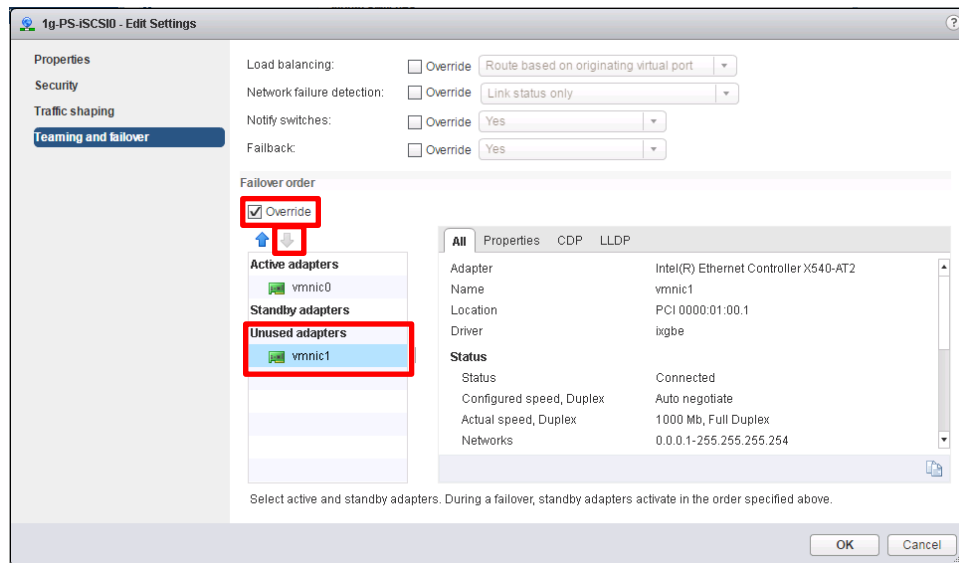 1g-PS-iSCSI0 - Edit Settings
?
Properties
Security
Traffic shaping
Teaming and failover
Load balancing: Override Route based on originating virtual port
Network failure detection: Override Link status only
Notify switches: Override Yes
Failback: Override Yes
Failover order
Override
Active adapters
vmnic0
Standby adapters
Unused adapters
vmnic1
All Properties CDP LLDP
Adapter Intel(R) Ethernet Controller X540-AT2
Name vmnic1
Location PCI 0000:01:00.1
Driver ixgbe
Status
Status Connected
Configured speed, Duplex Auto negotiate
Actual speed, Duplex 1000 Mb, Full Duplex
Networks 0.0.0.1-255.255.255.254
Select active and standby adapters. During a failover, standby adapters activate in the order specified above.
OK Cancel